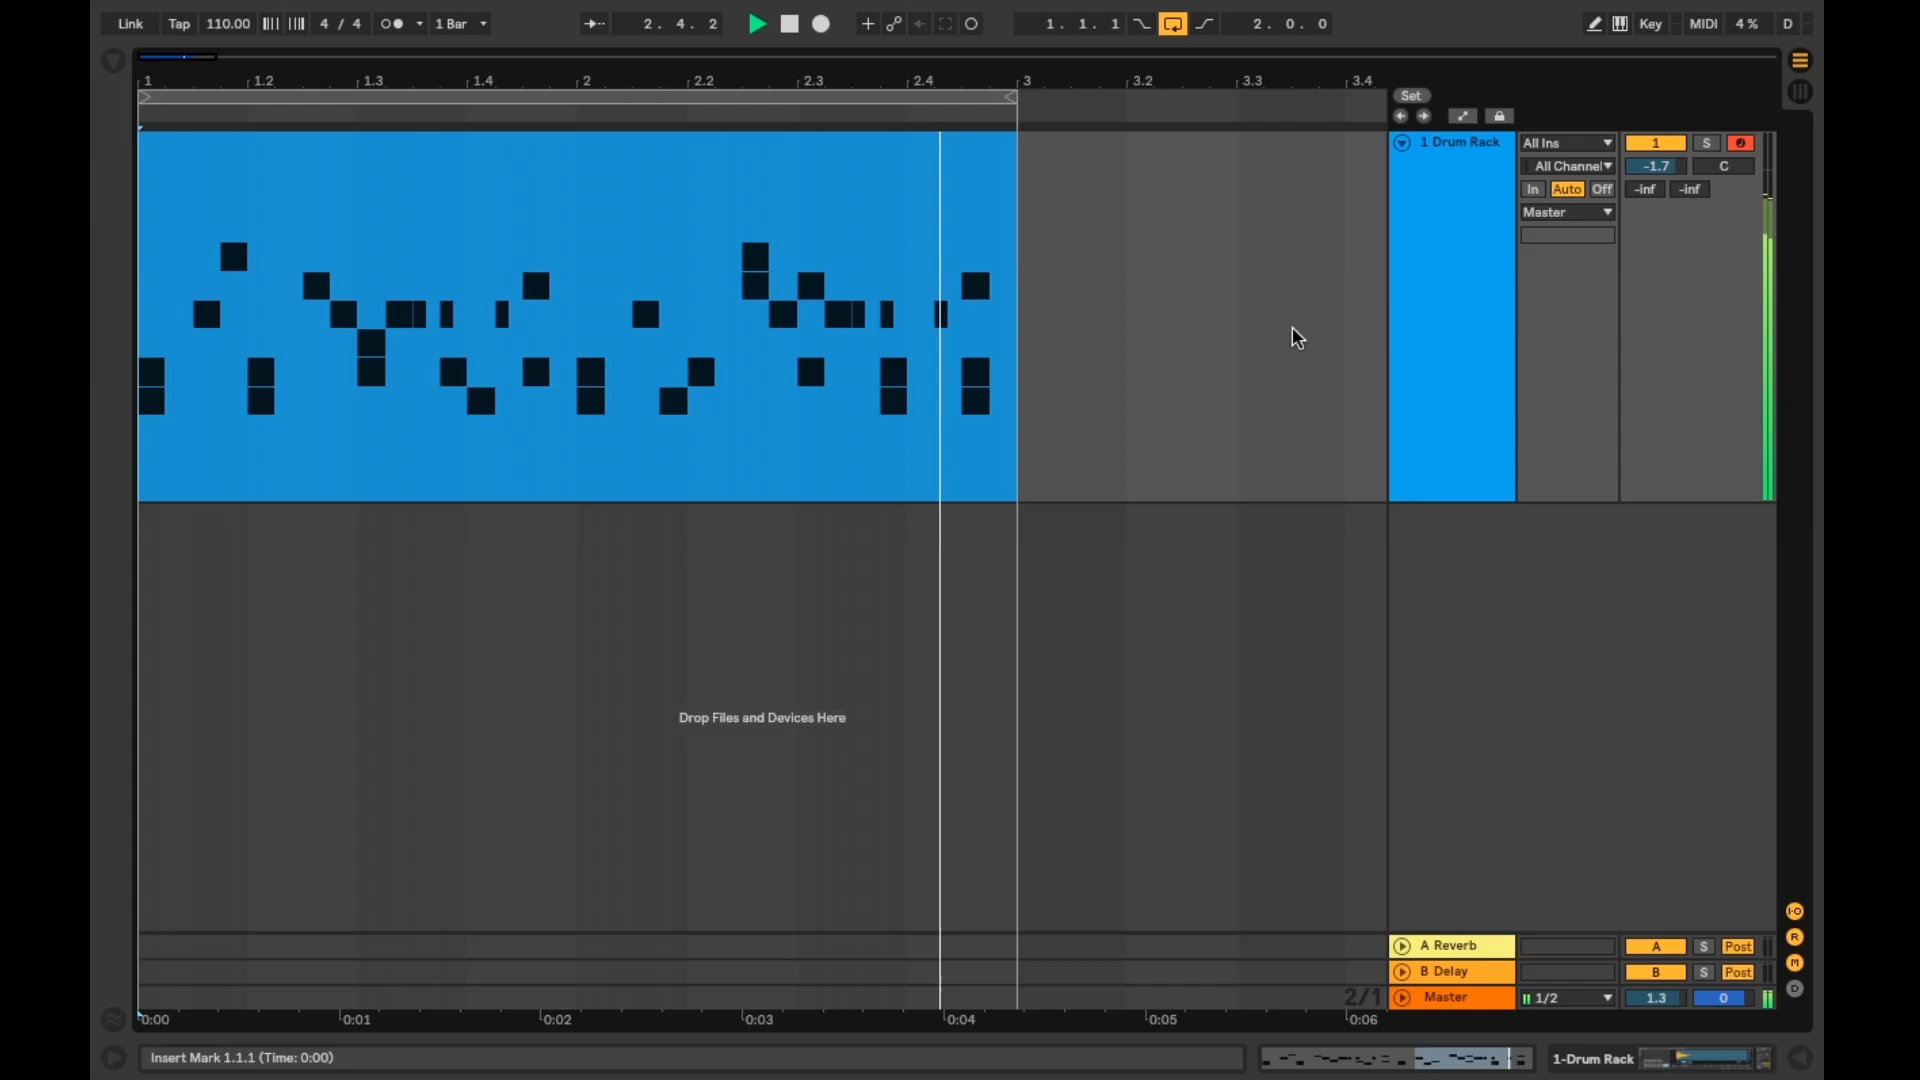 Link Tap 110.00 4 / 4 1 Bar 2. 4. 2 1. 1. 1 2. 0. 0 Key MIDI 4 % D
1 1.2 1.3 1.4 2 2.2 2.3 2.4 3 3.2 3.3 3.4
Set
1 Drum Rack All Ins 1 S
All Channel -1.7 C
In Auto Off -inf -inf
Master
Drop Files and Devices Here
A Reverb A S Post
B Delay B S Post
2/1 Master 1/2 1.3 0
I-O
R
M
D
0:00 0:01 0:02 0:03 0:04 0:05 0:06
Insert Mark 1.1.1 (Time: 0:00) 1-Drum Rack